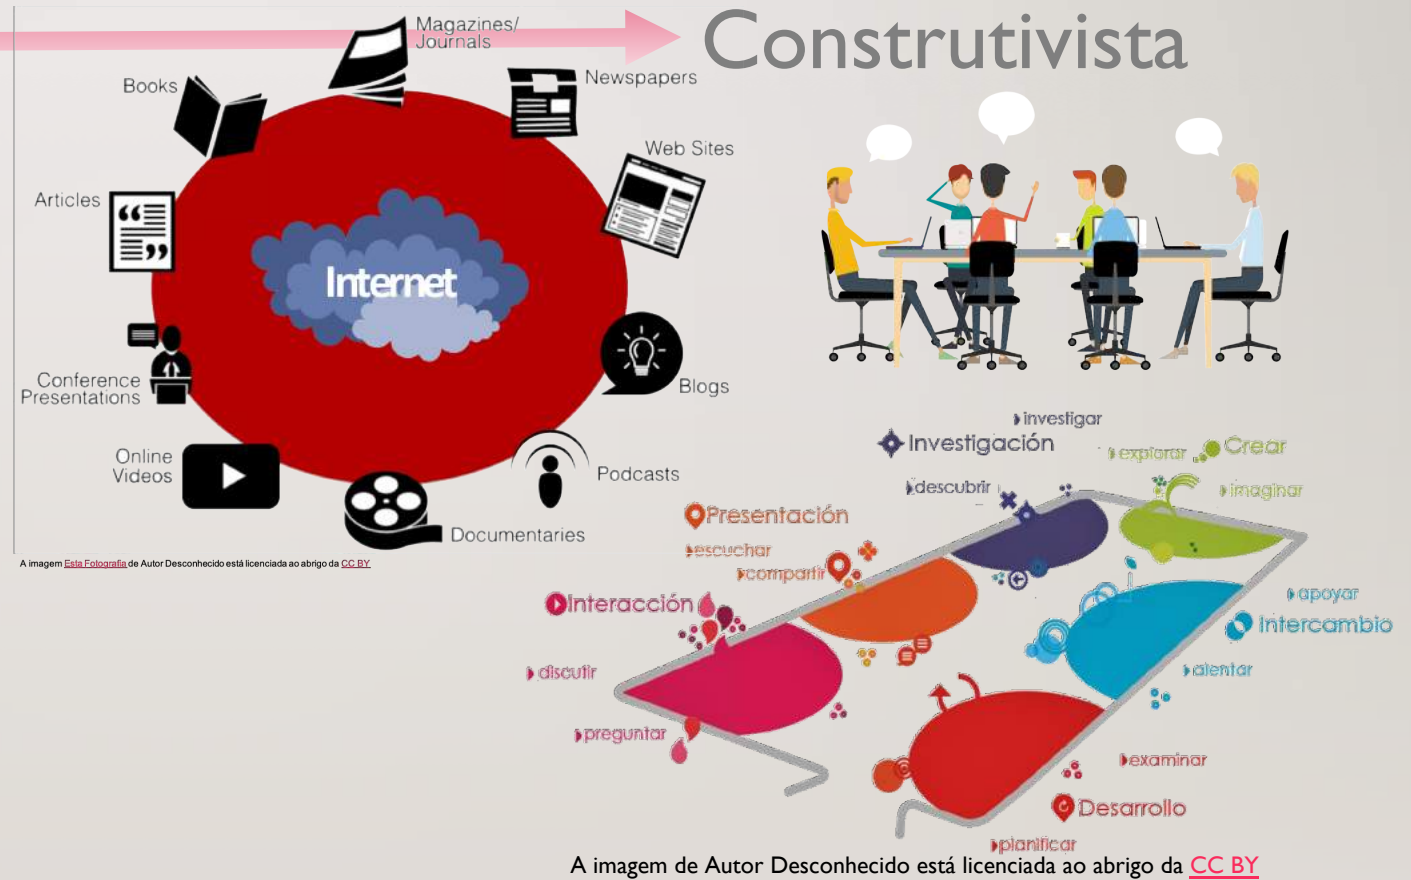 Construtivista
Magazines/
Journals
Books
Newspapers
Web Sites
Articles
Internet
Conference
Presentations
Blogs
Online
Videos
Podcasts
Documentaries
A imagem Esta Fotografia de Autor Desconhecido está licenciada ao abrigo da CC BY
investigar
Investigación
explorar
Crear
descubrir
imaginar
Presentación
escuchar
compartir
Interacción
apoyar
Intercambio
discutir
alentar
preguntar
examinar
Desarrollo
planificar
A imagem de Autor Desconhecido está licenciada ao abrigo da CC BY